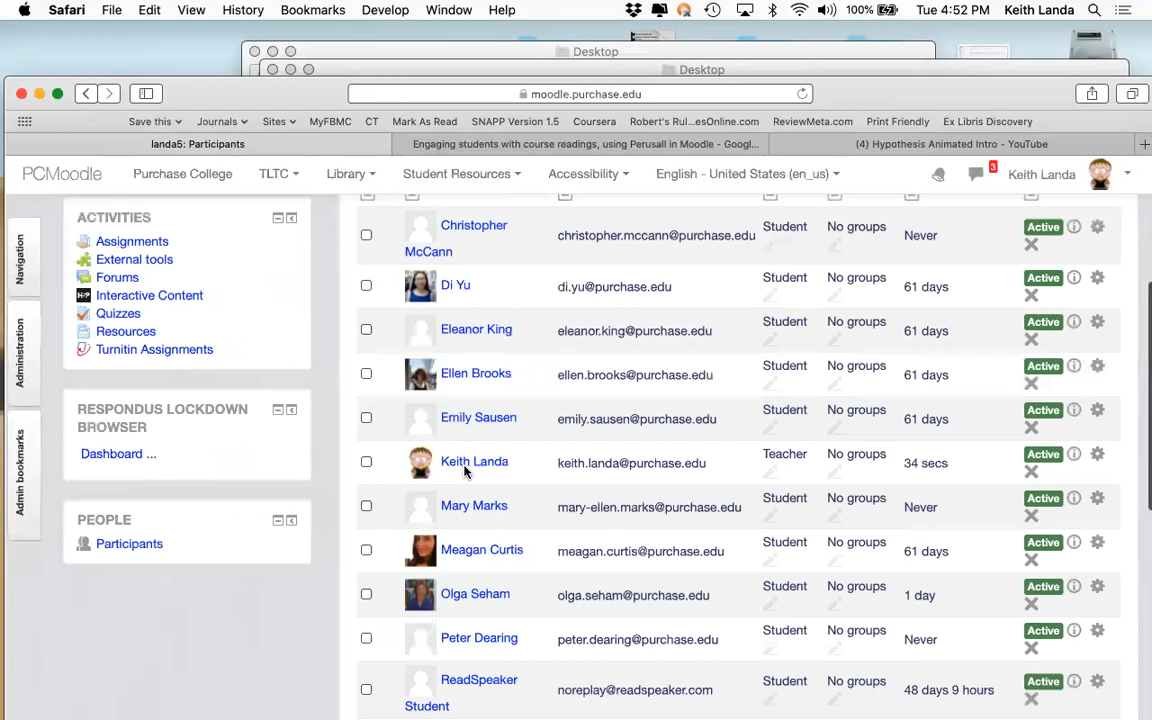 Safari File Edit View History Bookmarks Develop Window Help 100% Tue 4:52 PM Keith Landa
Desktop
Desktop
moodle.purchase.edu
Save this Journals Sites MyFBMC CT Mark As Read SNAPP Version 1.5 Coursera Robert's Rul...esOnline.com ReviewMeta.com Print Friendly Ex Libris Discovery
landa5: Participants Engaging students with course readings, using Perusall in Moodle - Googl... (4) Hypothesis Animated Intro - YouTube
PCMoodle Purchase College TLTC Library Student Resources Accessibility English - United States (en_us) 3 Keith Landa
Navigation
Administration
Admin bookmarks
ACTIVITIES
Assignments
External tools
Forums
H-P Interactive Content
Quizzes
Resources
Turnitin Assignments
RESPONDUS LOCKDOWN
BROWSER
Dashboard ...
PEOPLE
Participants
Christopher
McCann christopher.mccann@purchase.edu Student No groups Never Active
Di Yu di.yu@purchase.edu Student No groups 61 days Active
Eleanor King eleanor.king@purchase.edu Student No groups 61 days Active
Ellen Brooks ellen.brooks@purchase.edu Student No groups 61 days Active
Emily Sausen emily.sausen@purchase.edu Student No groups 61 days Active
Keith Landa keith.landa@purchase.edu Teacher No groups 34 secs Active
Mary Marks mary-ellen.marks@purchase.edu Student No groups Never Active
Meagan Curtis meagan.curtis@purchase.edu Student No groups 61 days Active
Olga Seham olga.seham@purchase.edu Student No groups 1 day Active
Peter Dearing peter.dearing@purchase.edu Student No groups Never Active
ReadSpeaker
Student noreplay@readspeaker.com Student No groups 48 days 9 hours Active